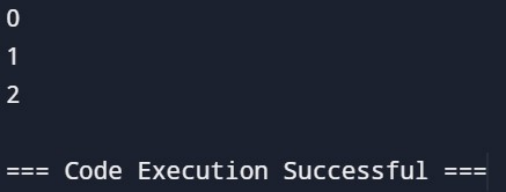 0
1
2
=== Code Execution Successful ===